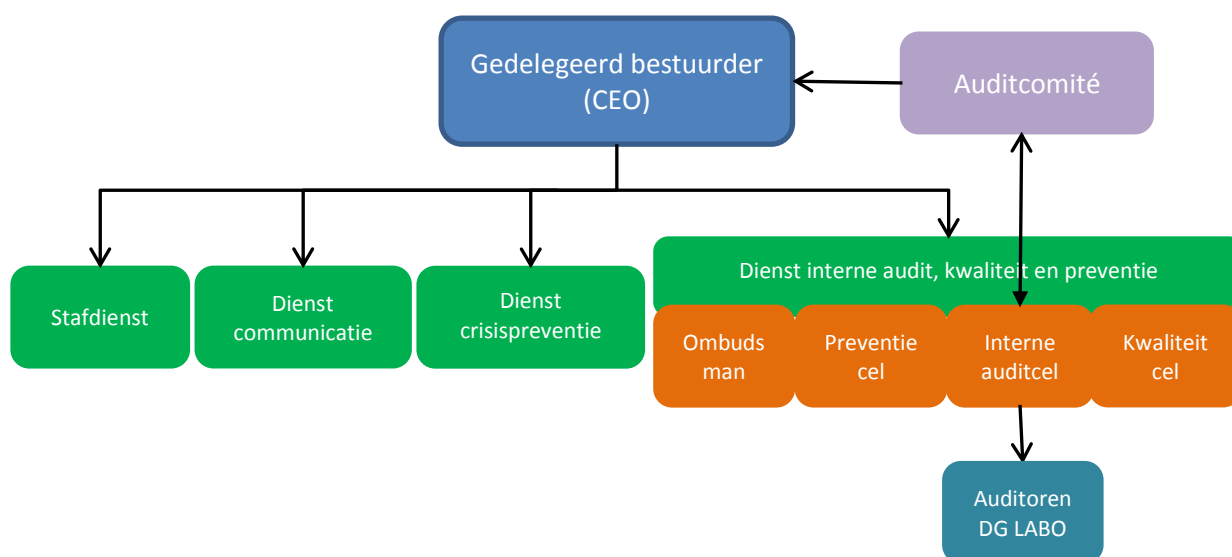 Gedelegeerd bestuurder
(CEO)
Auditcomité
Stafdienst
Dienst
communicatie
Dienst
crisispreventie
Dienst interne audit, kwaliteit en preventie
Ombuds
man
Preventie
cel
Interne
auditcel
Kwaliteit
cel
Auditoren
DG LABO